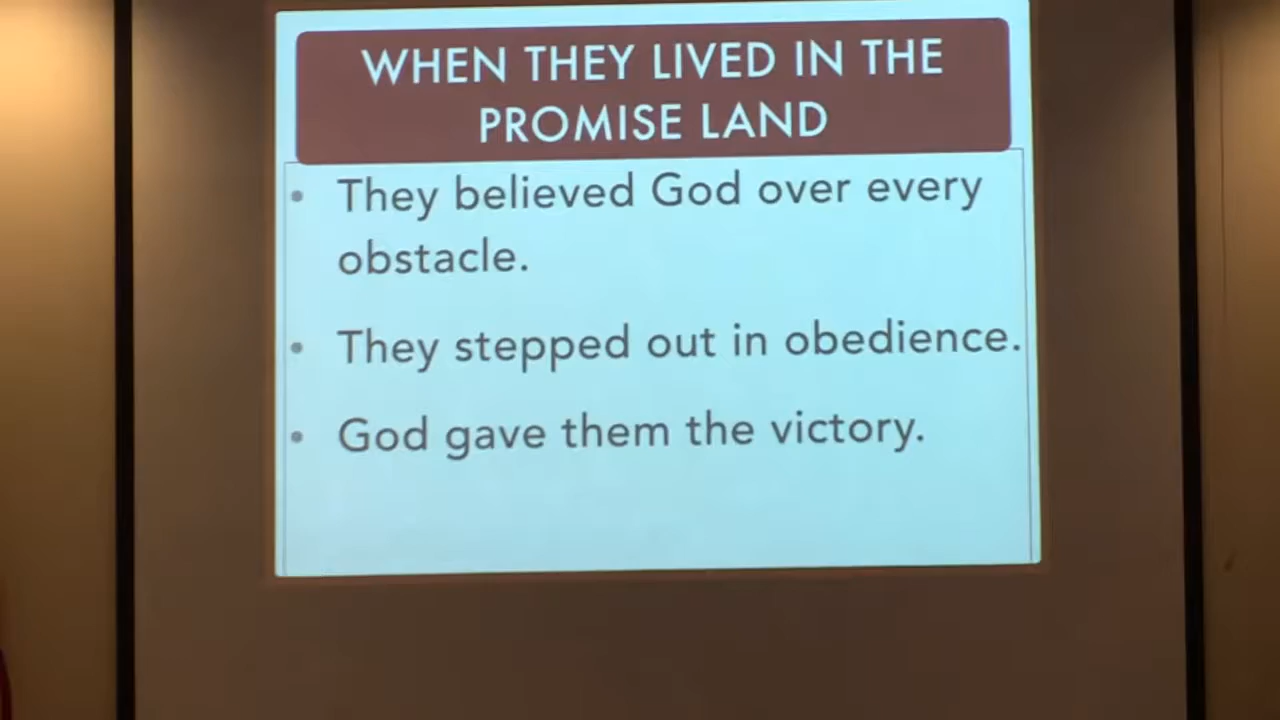 WHEN THEY LIVED IN THE
PROMISE LAND
• They believed God over every
obstacle.
• They stepped out in obedience.
• God gave them the victory.